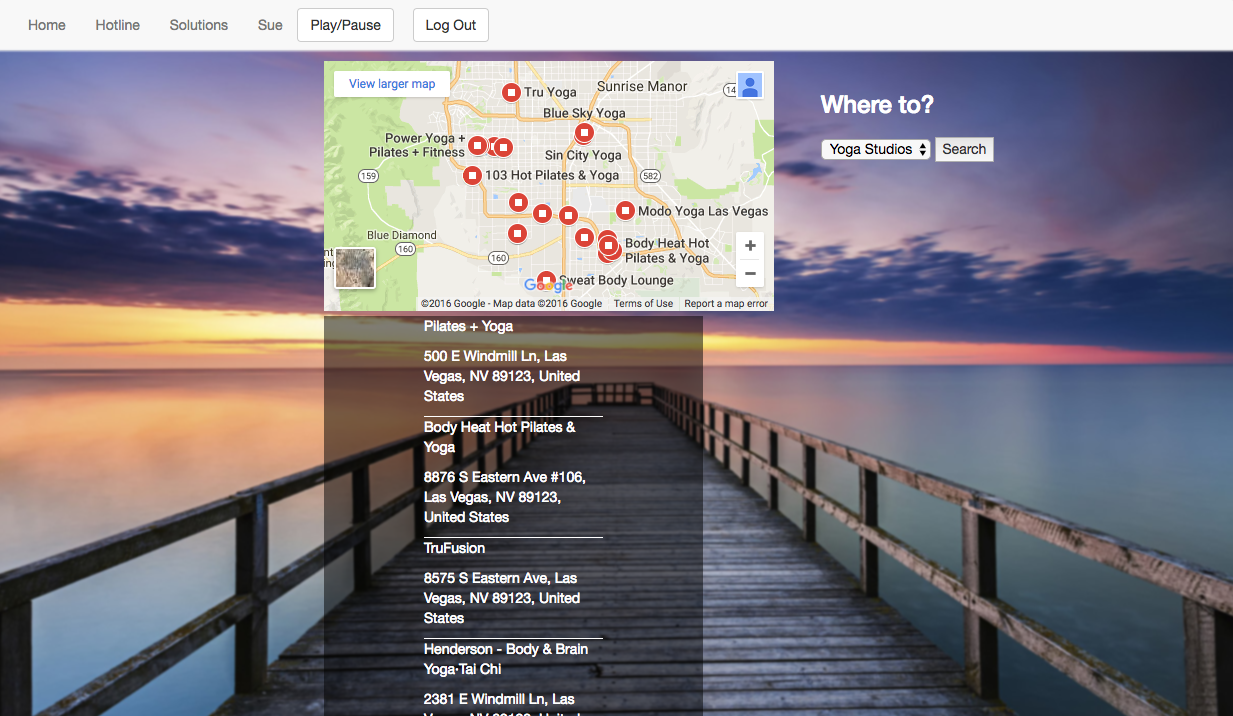 Home Hotline Solutions Sue Play/Pause Log Out
View larger map
Tru Yoga
Sunrise Manor
14
Blue Sky Yoga
Power Yoga +
Pilates + Fitness
Sin City Yoga
159
103 Hot Pilates & Yoga
582
Modo Yoga Las Vegas
Blue Diamond
160
160
Body Heat Hot
Pilates & Yoga
+
−
Sweat Body Lounge
Google
©2016 Google - Map data ©2016 Google Terms of Use Report a map error
Where to?
Yoga Studios Search
Pilates + Yoga
500 E Windmill Ln, Las
Vegas, NV 89123, United
States
Body Heat Hot Pilates &
Yoga
8876 S Eastern Ave #106,
Las Vegas, NV 89123,
United States
TruFusion
8575 S Eastern Ave, Las
Vegas, NV 89123, United
States
Henderson - Body & Brain
Yoga·Tai Chi
2381 E Windmill Ln, Las